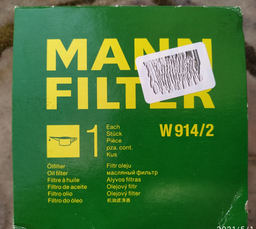 MANN
FILTER
1
Each
Stück
Pièce
pza. cont.
Kus
W 914/2
Ölfilter
Oil filter
Filtre à huile
Filtro de aceite
Filtro olio
Filtro do óleo
Filtr oleju
масляный фильтр
Alyvos filtras
Olejový filtr
Olejový filter
机油滤清器